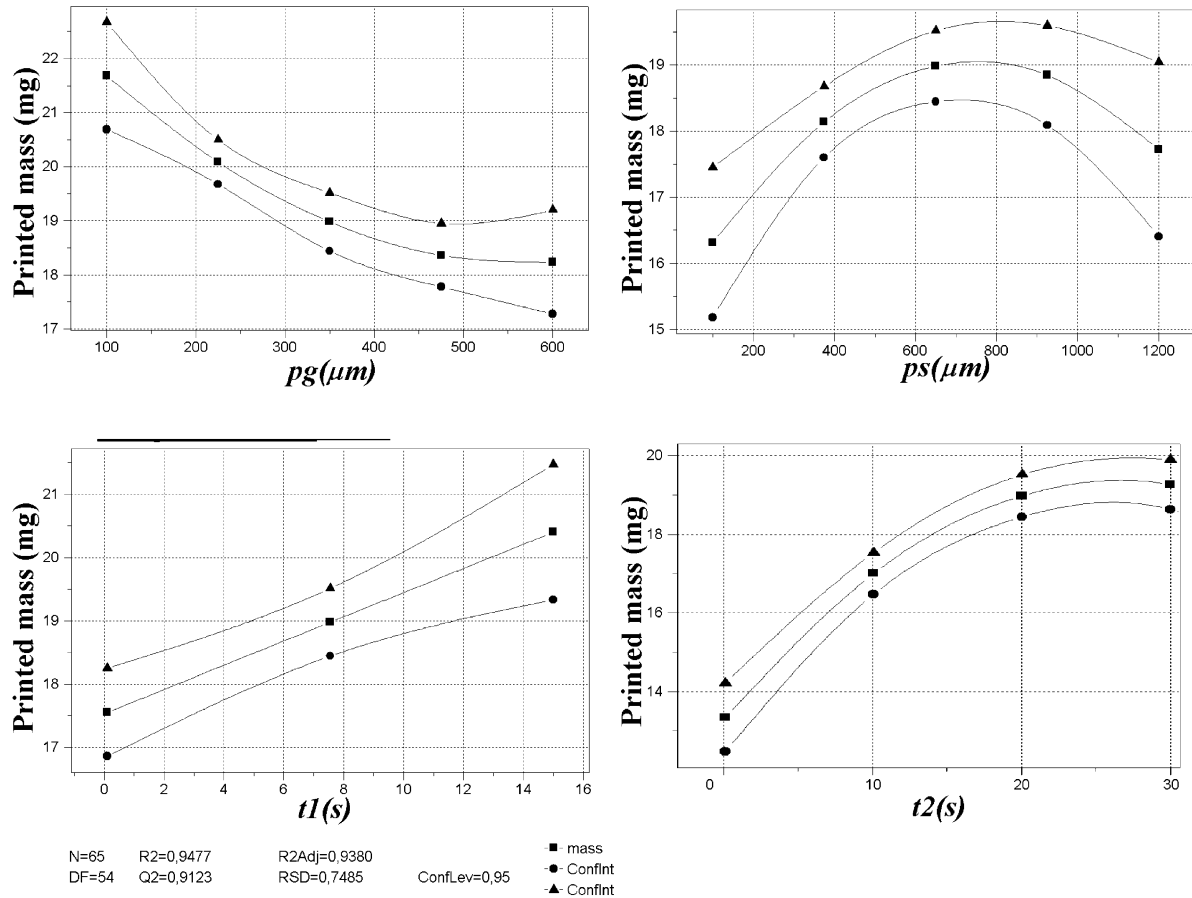 Printed mass (mg)
22
21
20
19
18
17
100 200 300 400 500 600
pg(μm)
Printed mass (mg)
19
18
17
16
15
200 400 600 800 1000 1200
ps(μm)
Printed mass (mg)
21
20
19
18
17
0 2 4 6 8 10 12 14 16
t1(s)
Printed mass (mg)
20
18
16
14
0 10 20 30
t2(s)
N=65 R2=0,9477 R2Adj=0,9380
DF=54 Q2=0,9123 RSD=0,7485 ConfLev=0,95
mass
ConfInt
ConfInt